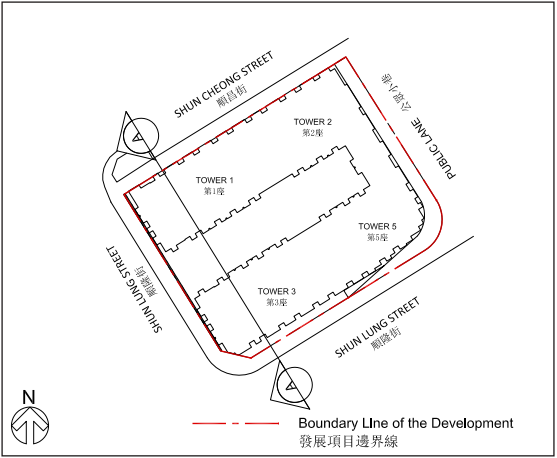 SHUN CHEONG STREET
順昌街
TOWER 2
第2座
PUBLIC LANE 公眾小巷
A
TOWER 1
第1座
TOWER 5
第5座
SHUN LUNG STREET
順隆街
TOWER 3
第3座
SHUN LUNG STREET
順隆街
A
N
Boundary Line of the Development
發展項目邊界線